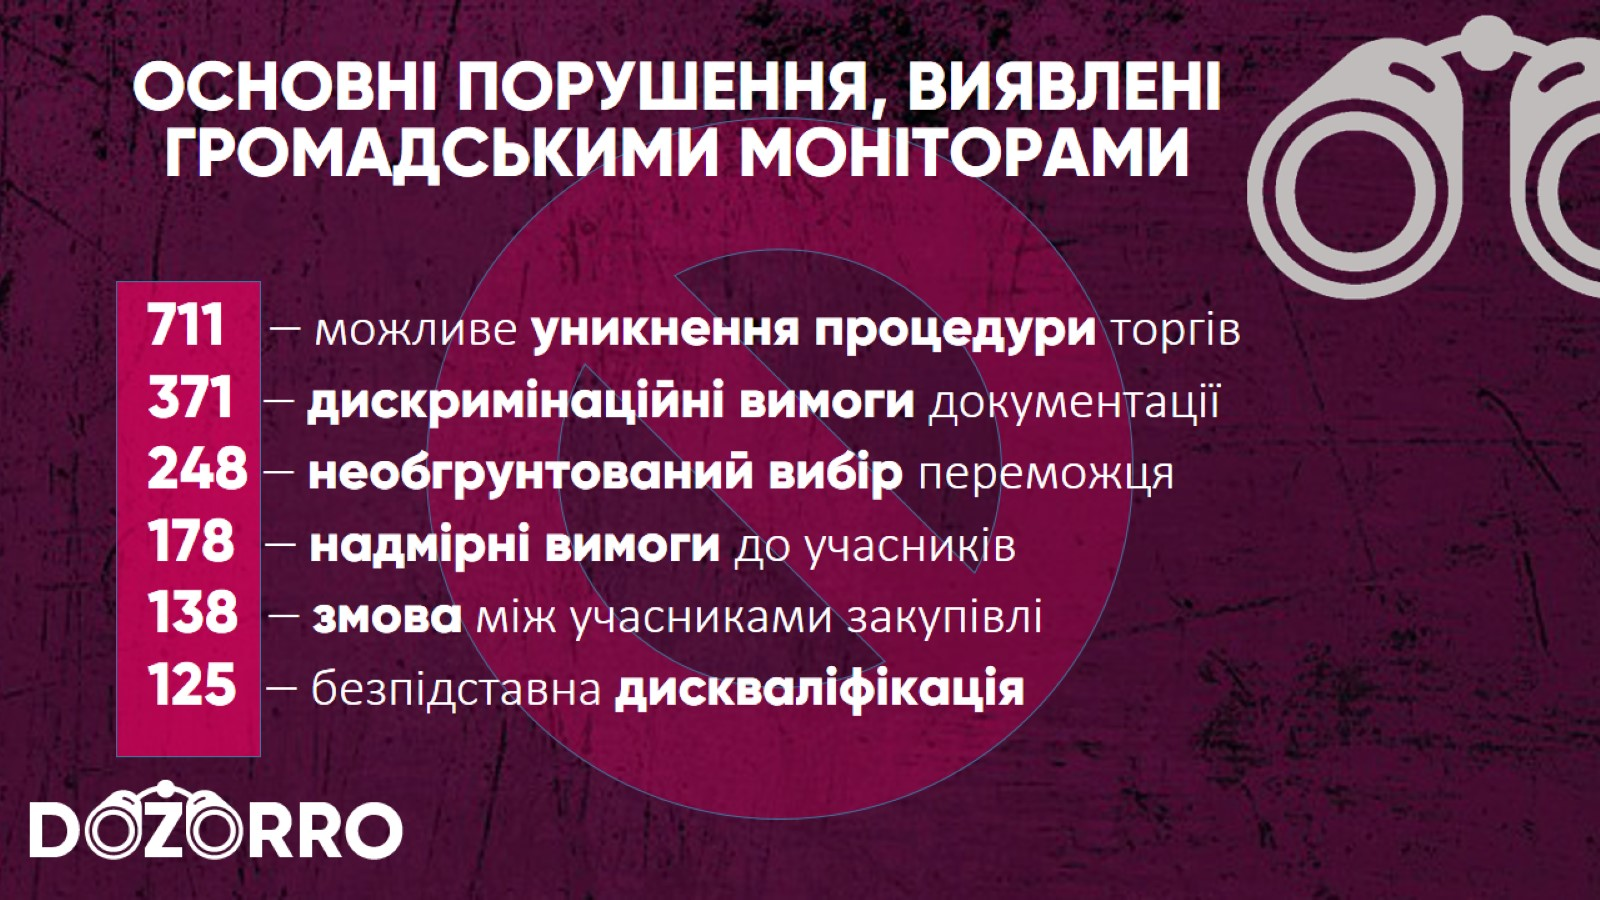 ОСНОВНІ ПОРУШЕННЯ, ВИЯВЛЕНІ
ГРОМАДСЬКИМИ МОНІТОРАМИ
711 – можливе уникнення процедури торгів
371 – дискримінаційні вимоги документації
248 – необгрунтований вибір переможця
178 – надмірні вимоги до учасників
138 – змова між учасниками закупівлі
125 – безпідставна дискваліфікація
DOZORRO